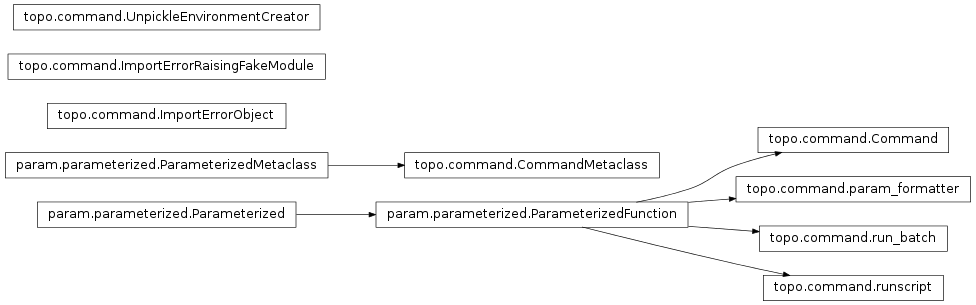 topo.command.UnpickleEnvironmentCreator
topo.command.ImportErrorRaisingFakeModule
topo.command.ImportErrorObject
param.parameterized.ParameterizedMetaclass
topo.command.CommandMetaclass
param.parameterized.Parameterized
param.parameterized.ParameterizedFunction
topo.command.Command
topo.command.param_formatter
topo.command.run_batch
topo.command.runscript